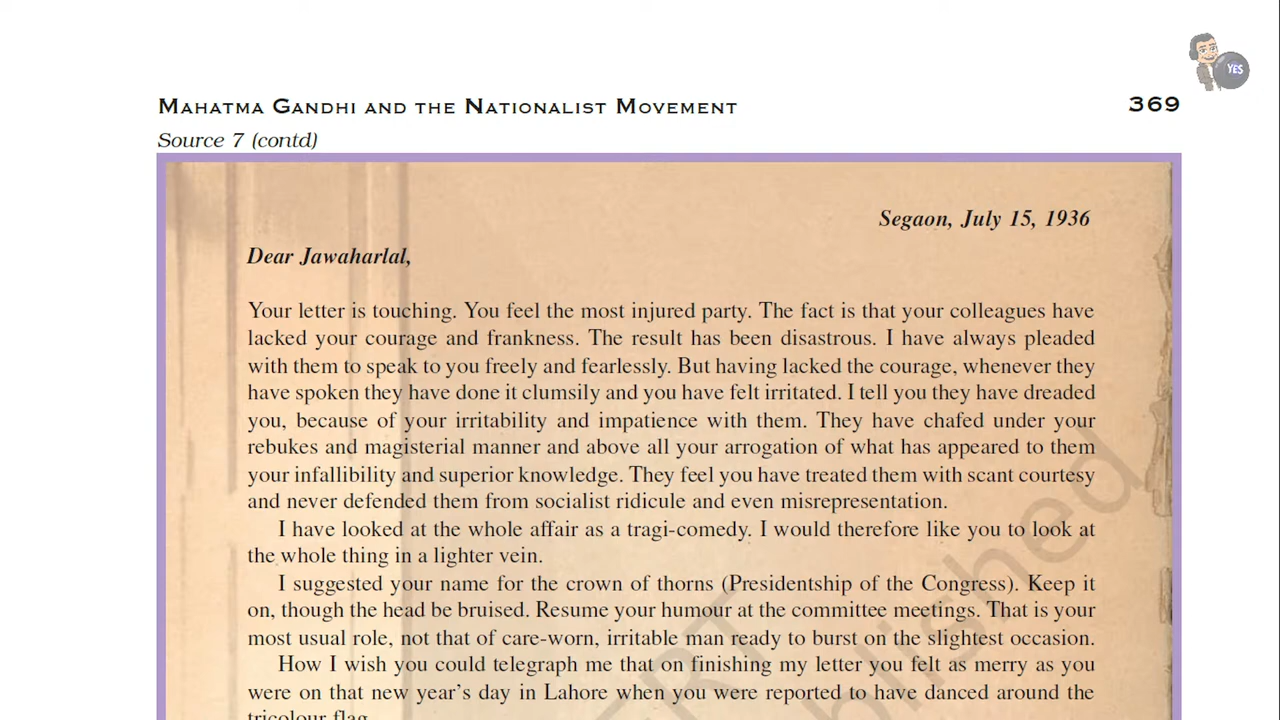 YES
MAHATMA GANDHI AND THE NATIONALIST MOVEMENT 369
Source 7 (contd)
Segaon, July 15, 1936
Dear Jawaharlal,
Your letter is touching. You feel the most injured party. The fact is that your colleagues have
lacked your courage and frankness. The result has been disastrous. I have always pleaded
with them to speak to you freely and fearlessly. But having lacked the courage, whenever they
have spoken they have done it clumsily and you have felt irritated. I tell you they have dreaded
you, because of your irritability and impatience with them. They have chafed under your
rebukes and magisterial manner and above all your arrogation of what has appeared to them
your infallibility and superior knowledge. They feel you have treated them with scant courtesy
and never defended them from socialist ridicule and even misrepresentation.
I have looked at the whole affair as a tragi-comedy. I would therefore like you to look at
the whole thing in a lighter vein.
I suggested your name for the crown of thorns (Presidentship of the Congress). Keep it
on, though the head be bruised. Resume your humour at the committee meetings. That is your
most usual role, not that of care-worn, irritable man ready to burst on the slightest occasion.
How I wish you could telegraph me that on finishing my letter you felt as merry as you
were on that new year's day in Lahore when you were reported to have danced around the
tricolour flag.